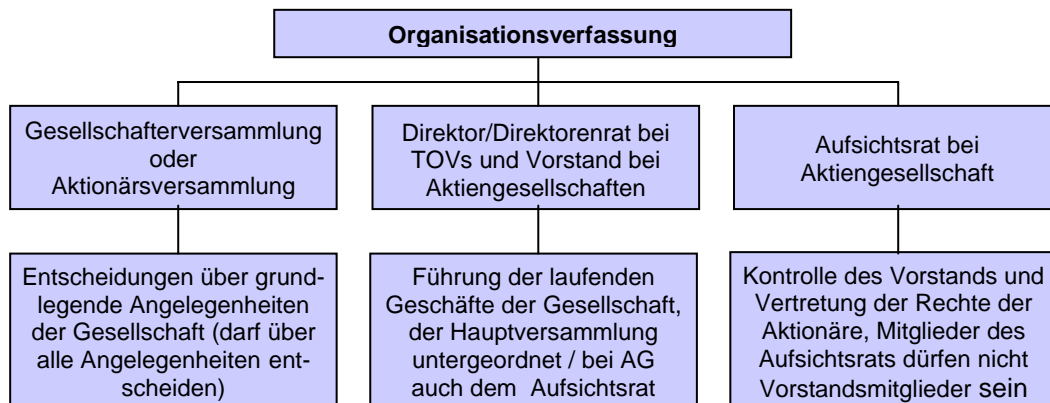 Organisationsverfassung
Gesellschafterversammlung
oder
Aktionärsversammlung
Direktor/Direktorenrat bei
TOVs und Vorstand bei
Aktiengesellschaften
Aufsichtsrat bei
Aktiengesellschaft
Entscheidungen über grund-
legende Angelegenheiten
der Gesellschaft (darf über
alle Angelegenheiten ent-
scheiden)
Führung der laufenden
Geschäfte der Gesellschaft,
der Hauptversammlung
untergeordnet / bei AG
auch dem Aufsichtsrat
Kontrolle des Vorstands und
Vertretung der Rechte der
Aktionäre, Mitglieder des
Aufsichtsrats dürfen nicht
Vorstandsmitglieder sein